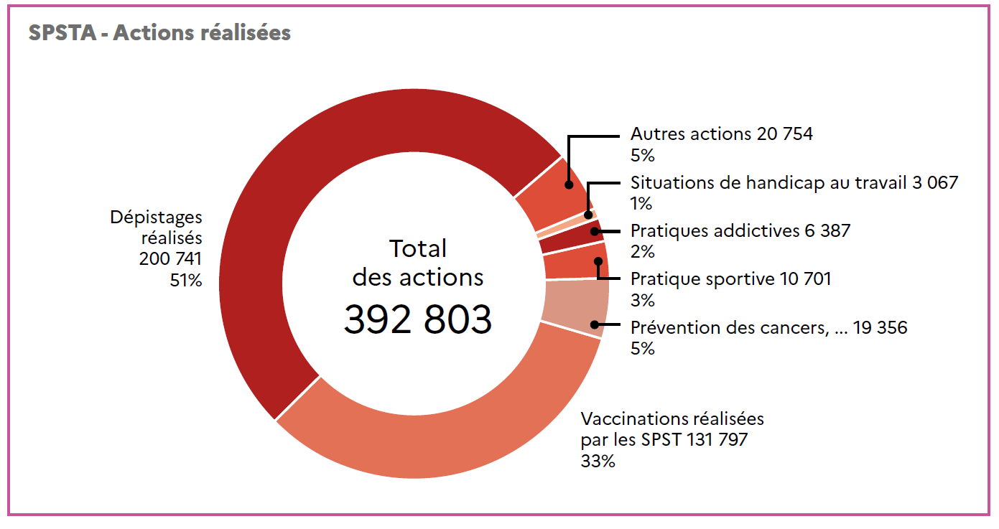 SPSTA - Actions réalisées
Autres actions 20 754
5%
Situations de handicap au travail 3 067
1%
Pratiques addictives 6 387
2%
Pratique sportive 10 701
3%
Prévention des cancers, ... 19 356
5%
Dépistages
réalisés
200 741
51%
Total
des actions
392 803
Vaccinations réalisées
par les SPST 131 797
33%